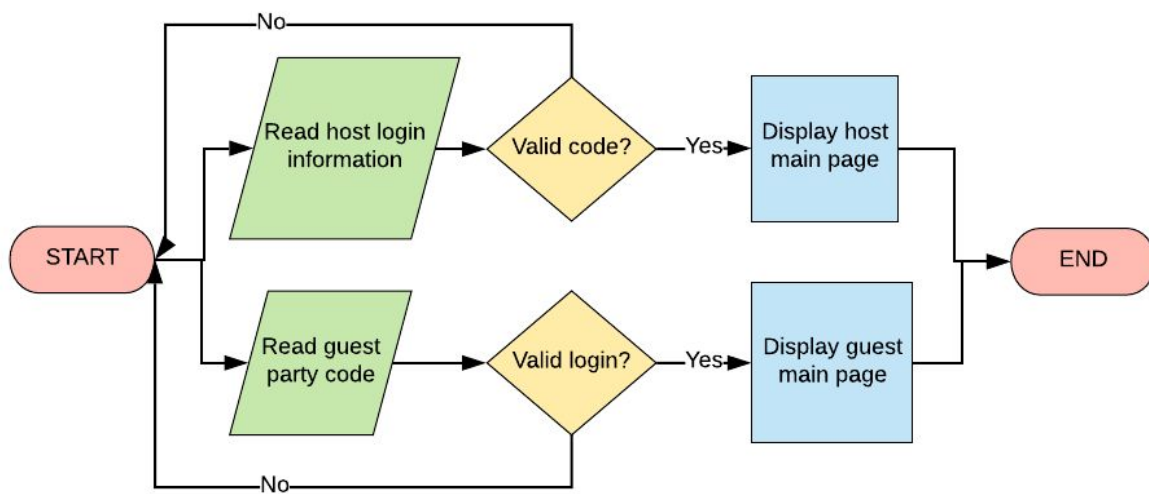 No
Read host login
information
Valid code?
Yes
Display host
main page
START
END
Read guest
party code
Valid login?
Yes
Display guest
main page
No